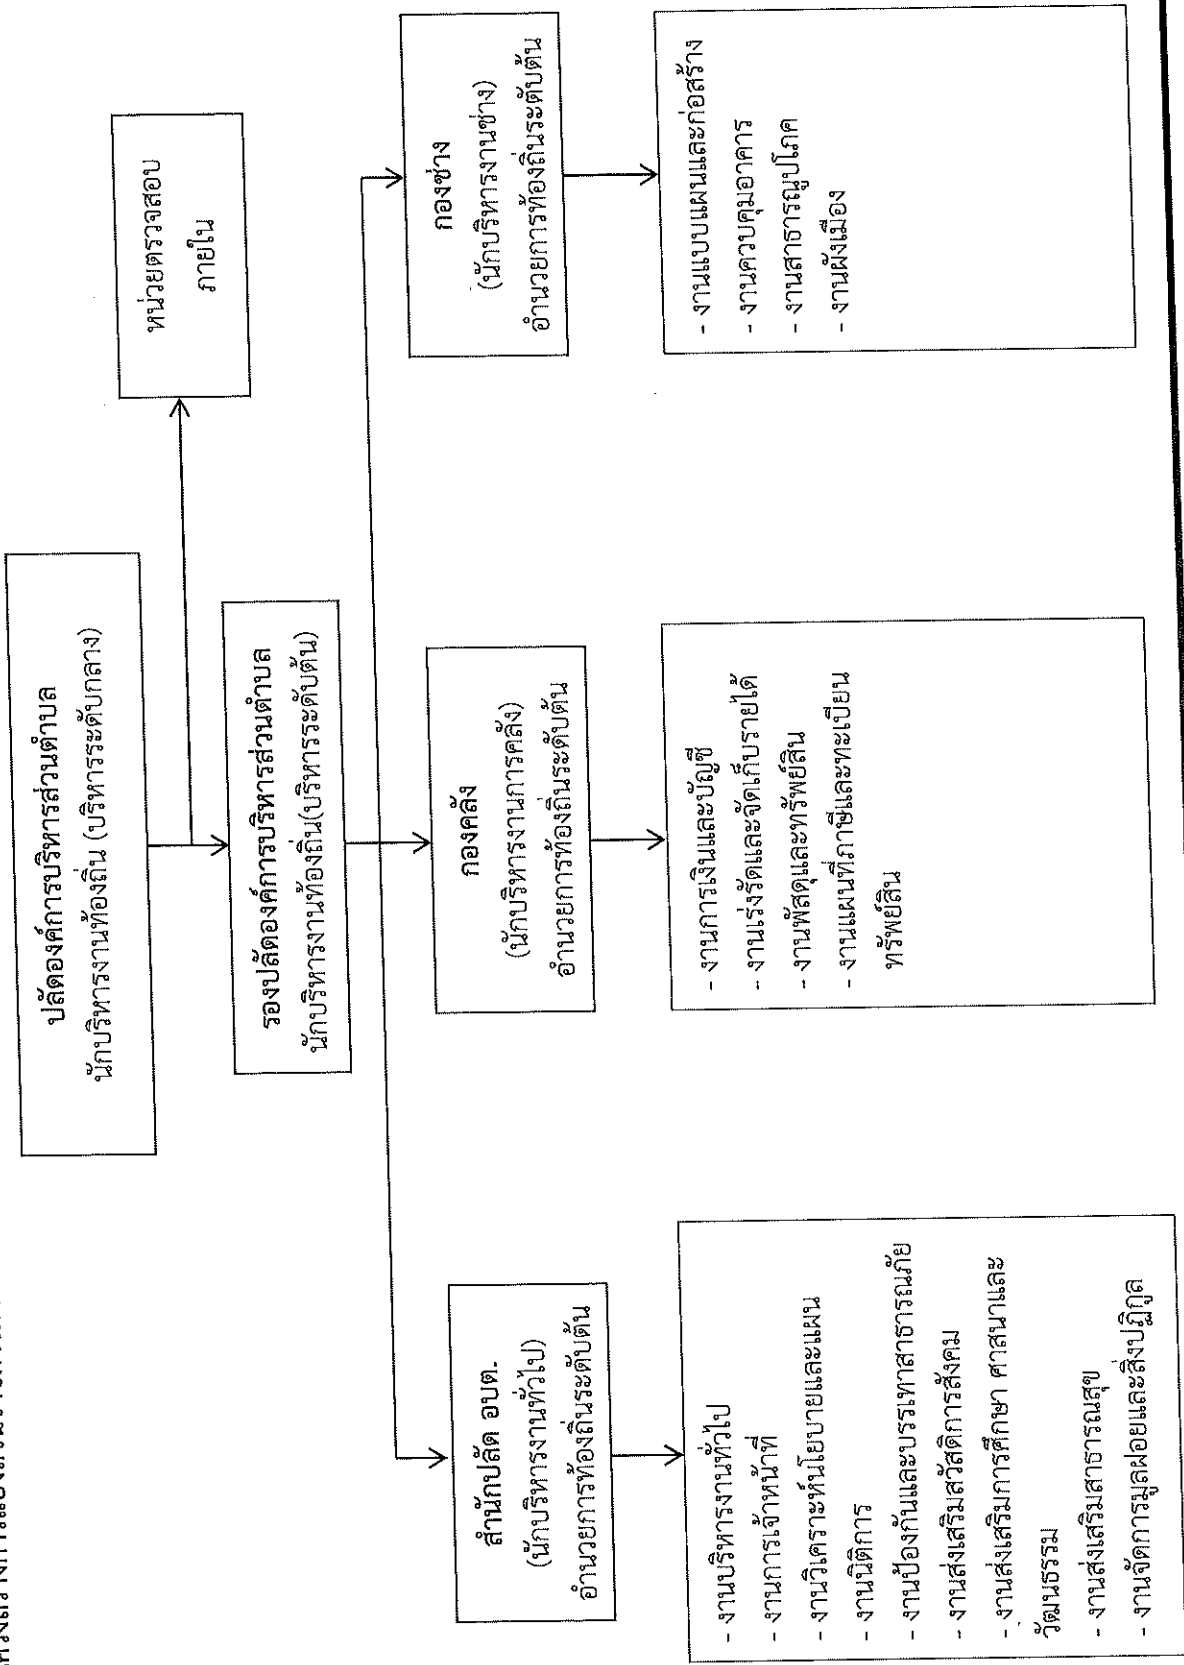 ปลัดองค์การบริหารส่วนตำบล
นักบริหารงานท้องถิ่น (บริหารระดับกลาง)
หน่วยตรวจสอบ
ภายใน
รองปลัดองค์การบริหารส่วนตำบล
นักบริหารงานท้องถิ่น(บริหารระดับต้น)
สำนักปลัด อบต.
(นักบริหารงานทั่วไป)
อำนวยการท้องถิ่นระดับต้น
กองคลัง
(นักบริหารงานการคลัง)
อำนวยการท้องถิ่นระดับต้น
กองช่าง
(นักบริหารงานช่าง)
อำนวยการท้องถิ่นระดับต้น
- งานบริหารงานทั่วไป
- งานการเจ้าหน้าที่
- งานวิเคราะห์นโยบายและแผน
- งานนิติการ
- งานป้องกันและบรรเทาสาธารณภัย
- งานส่งเสริมสวัสดิการสังคม
- งานส่งเสริมการศึกษา ศาสนาและ
วัฒนธรรม
- งานส่งเสริมสาธารณสุข
- งานจัดการมูลฝอยและสิ่งปฏิกูล
- งานการเงินและบัญชี
- งานเร่งรัดและจัดเก็บรายได้
- งานพัสดุและทรัพย์สิน
- งานแผนที่ภาษีและทะเบียน
ทรัพย์สิน
- งานแบบแผนและก่อสร้าง
- งานควบคุมอาคาร
- งานสาธารณูปโภค
- งานผังเมือง